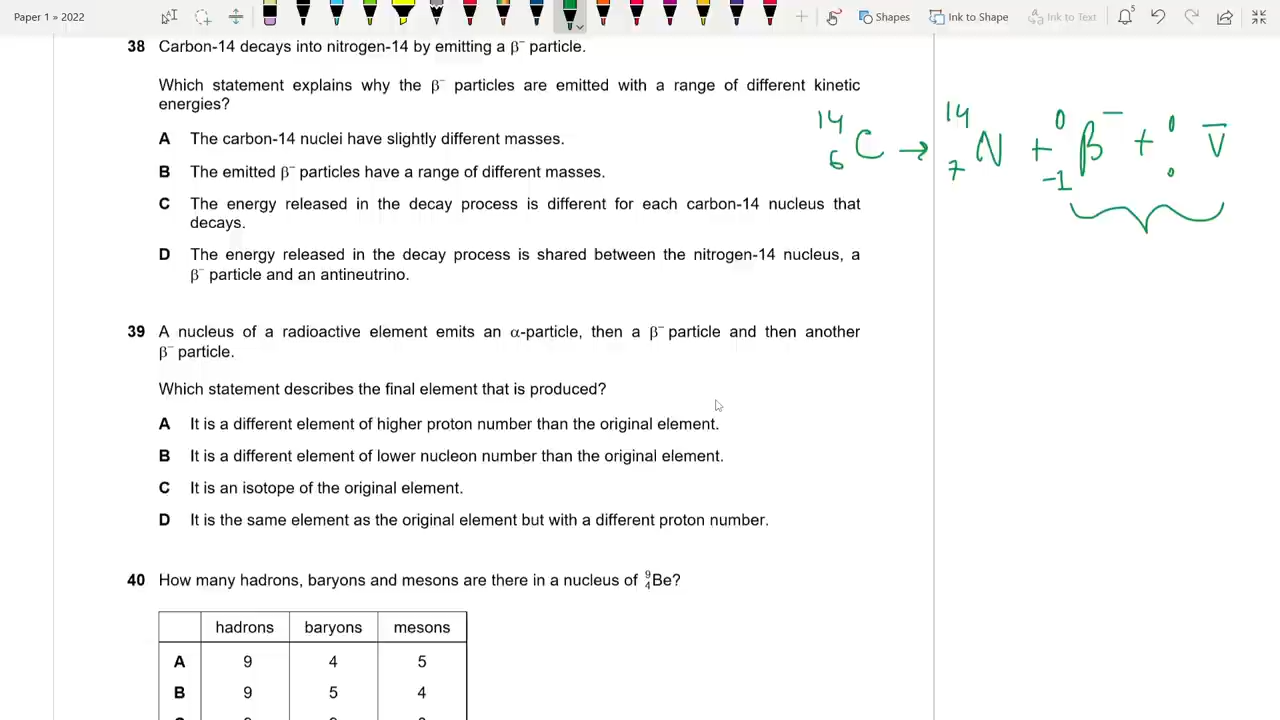 Paper 1 » 2022
Shapes
Ink to Shape
Ink to Text
5
38 Carbon-14 decays into nitrogen-14 by emitting a β⁻ particle.
Which statement explains why the β⁻ particles are emitted with a range of different kinetic
energies?
A The carbon-14 nuclei have slightly different masses.
B The emitted β⁻ particles have a range of different masses.
C The energy released in the decay process is different for each carbon-14 nucleus that
decays.
D The energy released in the decay process is shared between the nitrogen-14 nucleus, a
β⁻ particle and an antineutrino.
¹⁴₆C → ¹⁴₇N + ⁰₋₁β⁻ + ⁰₀v̅
39 A nucleus of a radioactive element emits an α-particle, then a β⁻ particle and then another
β⁻ particle.
Which statement describes the final element that is produced?
A It is a different element of higher proton number than the original element.
B It is a different element of lower nucleon number than the original element.
C It is an isotope of the original element.
D It is the same element as the original element but with a different proton number.
40 How many hadrons, baryons and mesons are there in a nucleus of ⁹₄Be?
hadrons baryons mesons
A 9 4 5
B 9 5 4